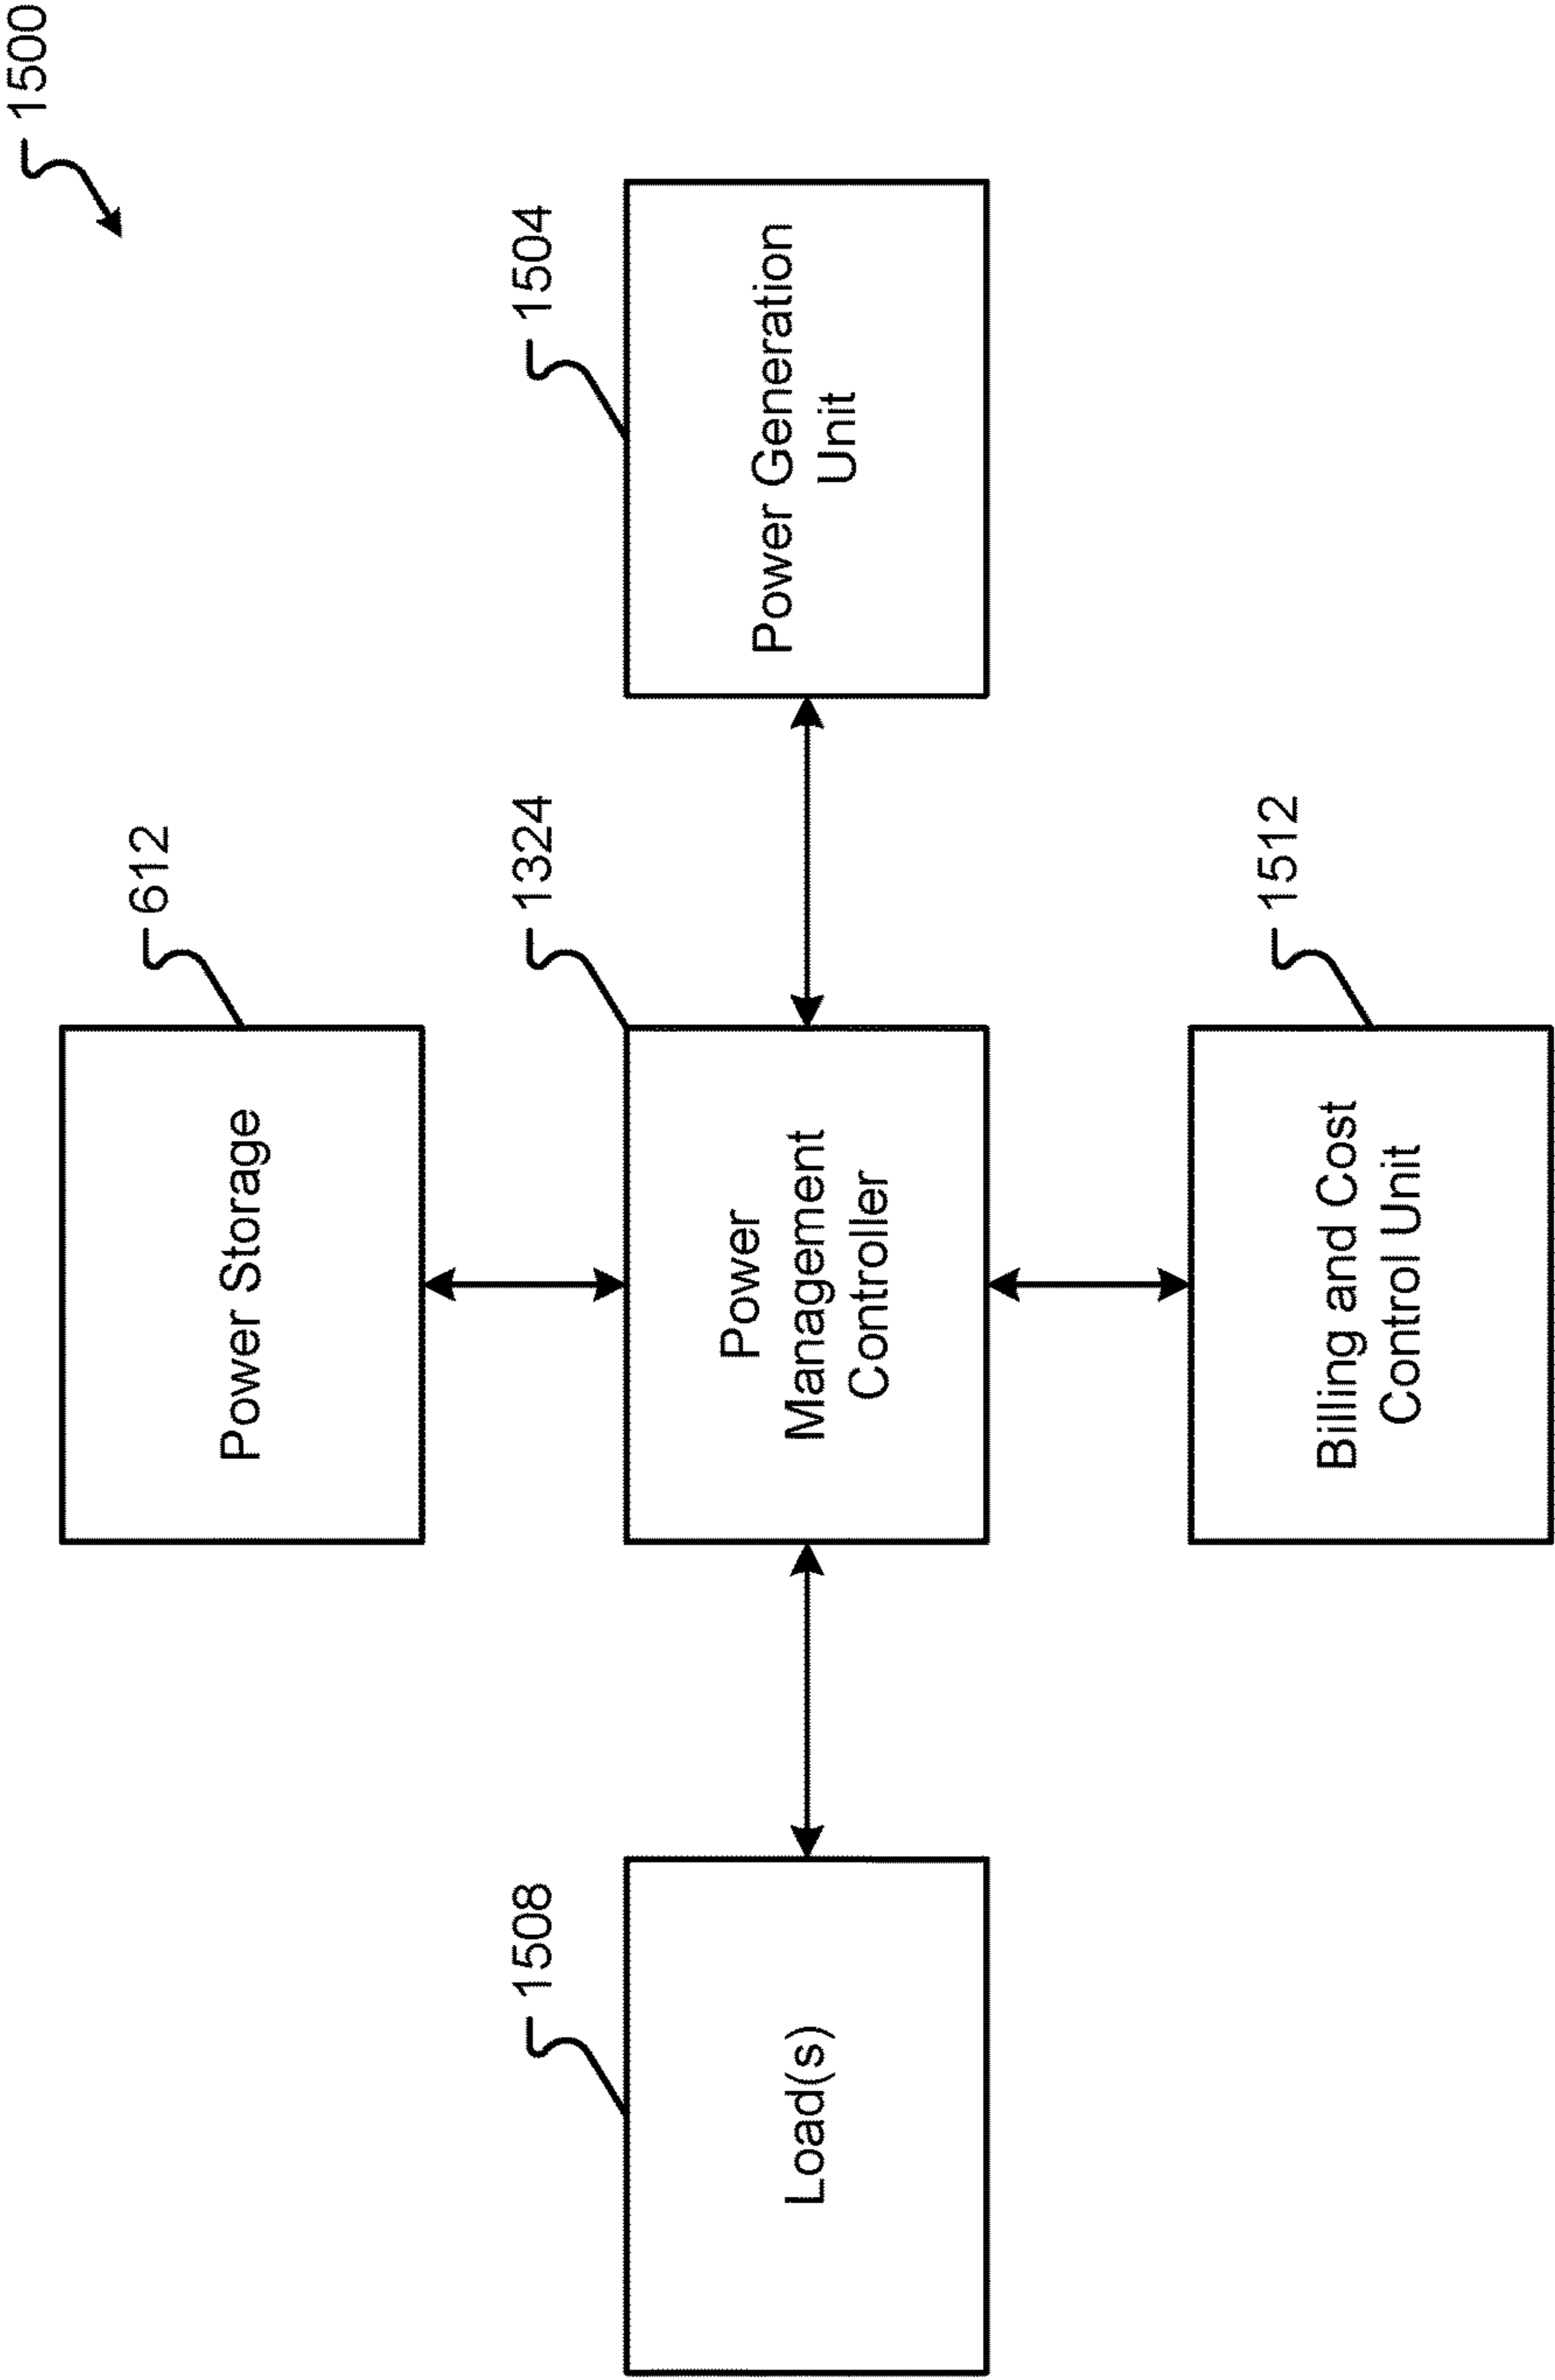 1500
612
Power Storage
1508
Load(s)
1324
Power
Management
Controller
1504
Power Generation
Unit
1512
Billing and Cost
Control Unit